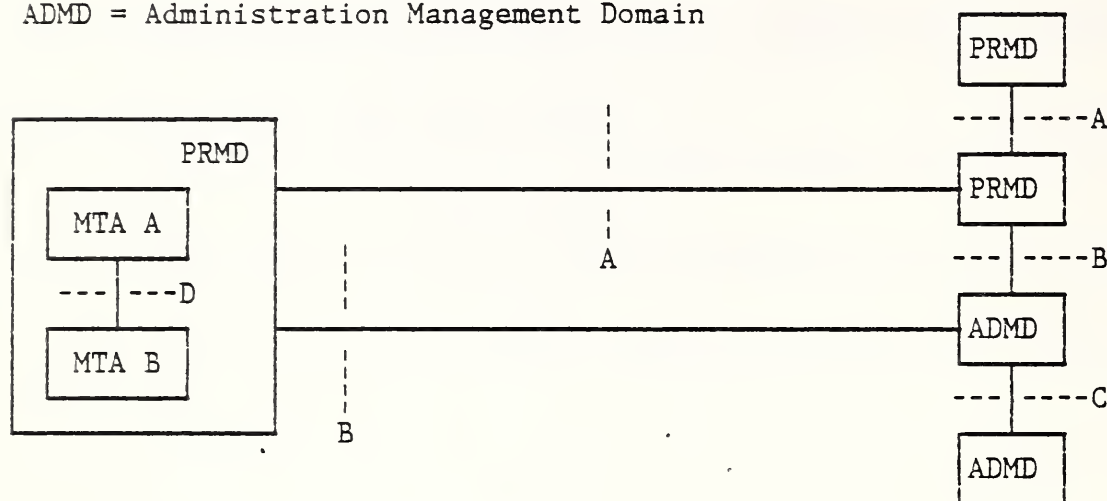 ADMD = Administration Management Domain
PRMD
A
PRMD
MTA A
PRMD
A
B
D
ADMD
MTA B
C
B
ADMD